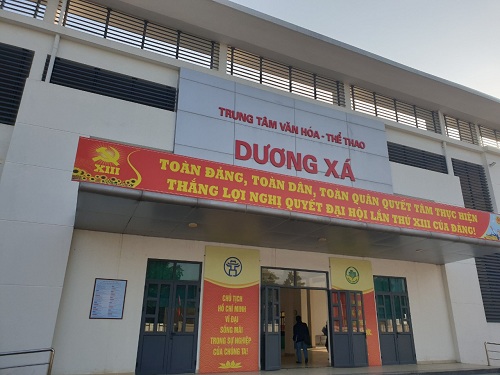 TRUNG TÂM VĂN HÓA - THỂ THAO
DƯƠNG XÁ
XIII
TOÀN ĐẢNG, TOÀN DÂN, TOÀN QUÂN QUYẾT TÂM THỰC HIỆN
THẮNG LỢI NGHỊ QUYẾT ĐẠI HỘI LẦN THỨ XIII CỦA ĐẢNG!
CHỦ TỊCH
HỒ CHÍ MINH
VĨ ĐẠI
SỐNG MÃI
TRONG SỰ NGHIỆP
CỦA CHÚNG TA!